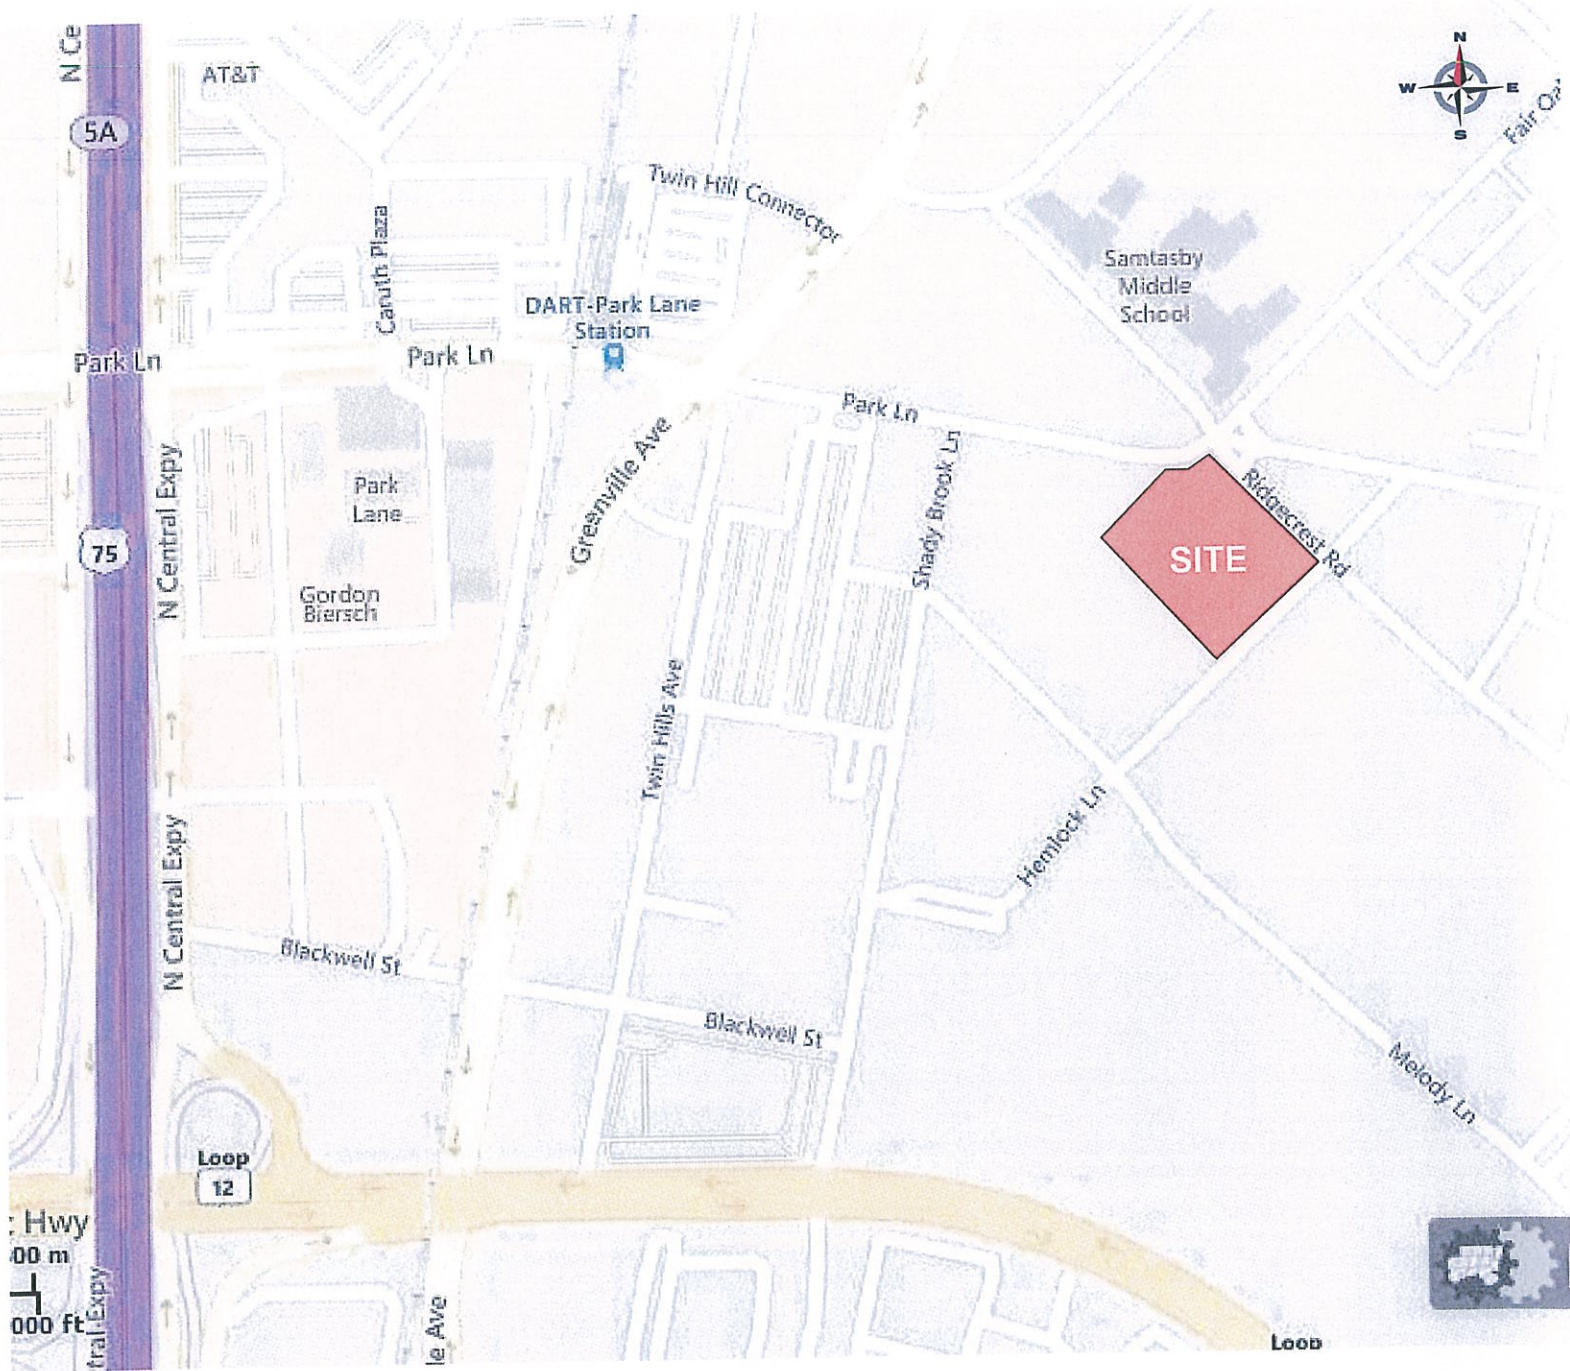 N Ce
AT&T
5A
N
W
E
S
Fair Oa
Twin Hill Connector
Caruth Plaza
Samtasby
Middle
School
DART-Park Lane
Station
Park Ln
Park Ln
Park Ln
Greenville Ave
Shady Brook Ln
Ridgecrest Rd
N Central Expy
Park
Lane
75
SITE
Gordon
Biersch
Twin Hills Ave
Hemlock Ln
N Central Expy
Blackwell St
Blackwell St
Melody Ln
Loop
12
Hwy
00 m
000 ft
tral Expy
le Ave
Loop